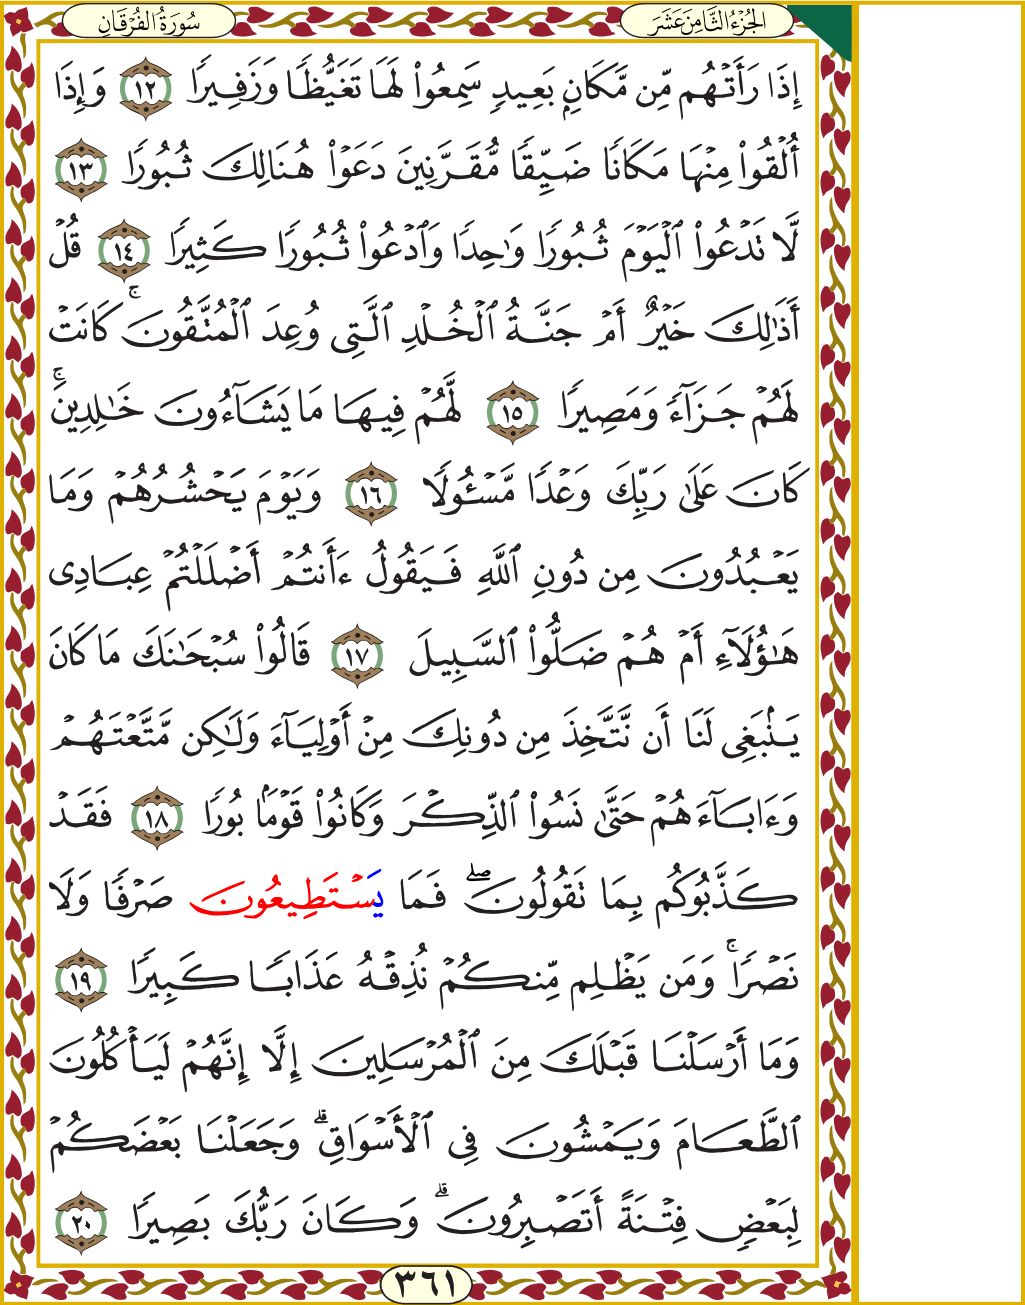 سُورَةُ الفُرْقَانِ
الجُزْءُ الثَّامِنَ عَشَرَ
إِذَا رَأَتْهُم مِّن مَّكَانِۭ بَعِيدٖ سَمِعُواْ لَهَا تَغَيُّظٗا وَزَفِيرٗا ١٢ وَإِذَا
أُلْقُواْ مِنْهَا مَكَانٗا ضَيِّقٗا مُّقَرَّنِينَ دَعَوْاْ هُنَالِكَ ثُبُورٗا ١٣
لَّا تَدْعُواْ ٱلْيَوْمَ ثُبُورٗا وَٰحِدٗا وَٱدْعُواْ ثُبُورٗا كَثِيرٗا ١٤ قُلْ
أَذَٰلِكَ خَيْرٌ أَمْ جَنَّةُ ٱلْخُلْدِ ٱلَّتِى وُعِدَ ٱلْمُتَّقُونَۚ كَانَتْ
لَهُمْ جَزَآءٗ وَمَصِيرٗا ١٥ لَّهُمْ فِيهَا مَا يَشَآءُونَ خَٰلِدِينَۚ
كَانَ عَلَىٰ رَبِّكَ وَعْدٗا مَّسْـُٔولٗا ١٦ وَيَوْمَ يَحْشُرُهُمْ وَمَا
يَعْبُدُونَ مِن دُونِ ٱللَّهِ فَيَقُولُ ءَأَنتُمْ أَضْلَلْتُمْ عِبَادِى
هَٰٓؤُلَآءِ أَمْ هُمْ ضَلُّواْ ٱلسَّبِيلَ ١٧ قَالُواْ سُبْحَٰنَكَ مَا كَانَ
يَنۢبَغِى لَنَا أَن نَّتَّخِذَ مِن دُونِكَ مِنْ أَوْلِيَآءَ وَلَٰكِن مَّتَّعْتَهُمْ
وَءَابَآءَهُمْ حَتَّىٰ نَسُواْ ٱلذِّكْرَ وَكَانُواْ قَوْمَۢا بُورٗا ١٨ فَقَدْ
كَذَّبُوكُم بِمَا تَقُولُونَۖ فَمَا يَسْتَطِيعُونَ صَرْفٗا وَلَا
نَصْرٗاۚ وَمَن يَظْلِم مِّنكُمْ نُذِقْهُ عَذَابٗا كَبِيرٗا ١٩
وَمَا أَرْسَلْنَا قَبْلَكَ مِنَ ٱلْمُرْسَلِينَ إِلَّا إِنَّهُمْ لَيَأْكُلُونَ
ٱلطَّعَامَ وَيَمْشُونَ فِى ٱلْأَسْوَاقِۗ وَجَعَلْنَا بَعْضَكُمْ
لِبَعْضٖ فِتْنَةً أَتَصْبِرُونَۗ وَكَانَ رَبُّكَ بَصِيرٗا ٢٠
٣٦١